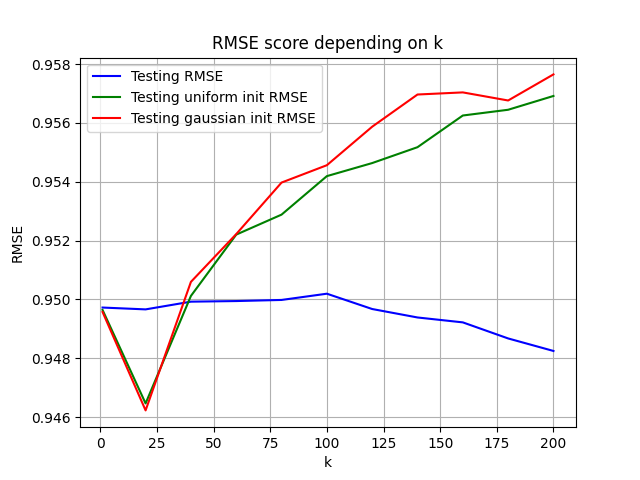 RMSE score depending on k
Testing RMSE
Testing uniform init RMSE
Testing gaussian init RMSE
0.958
0.956
0.954
0.952
0.950
0.948
0.946
RMSE
0 25 50 75 100 125 150 175 200
k